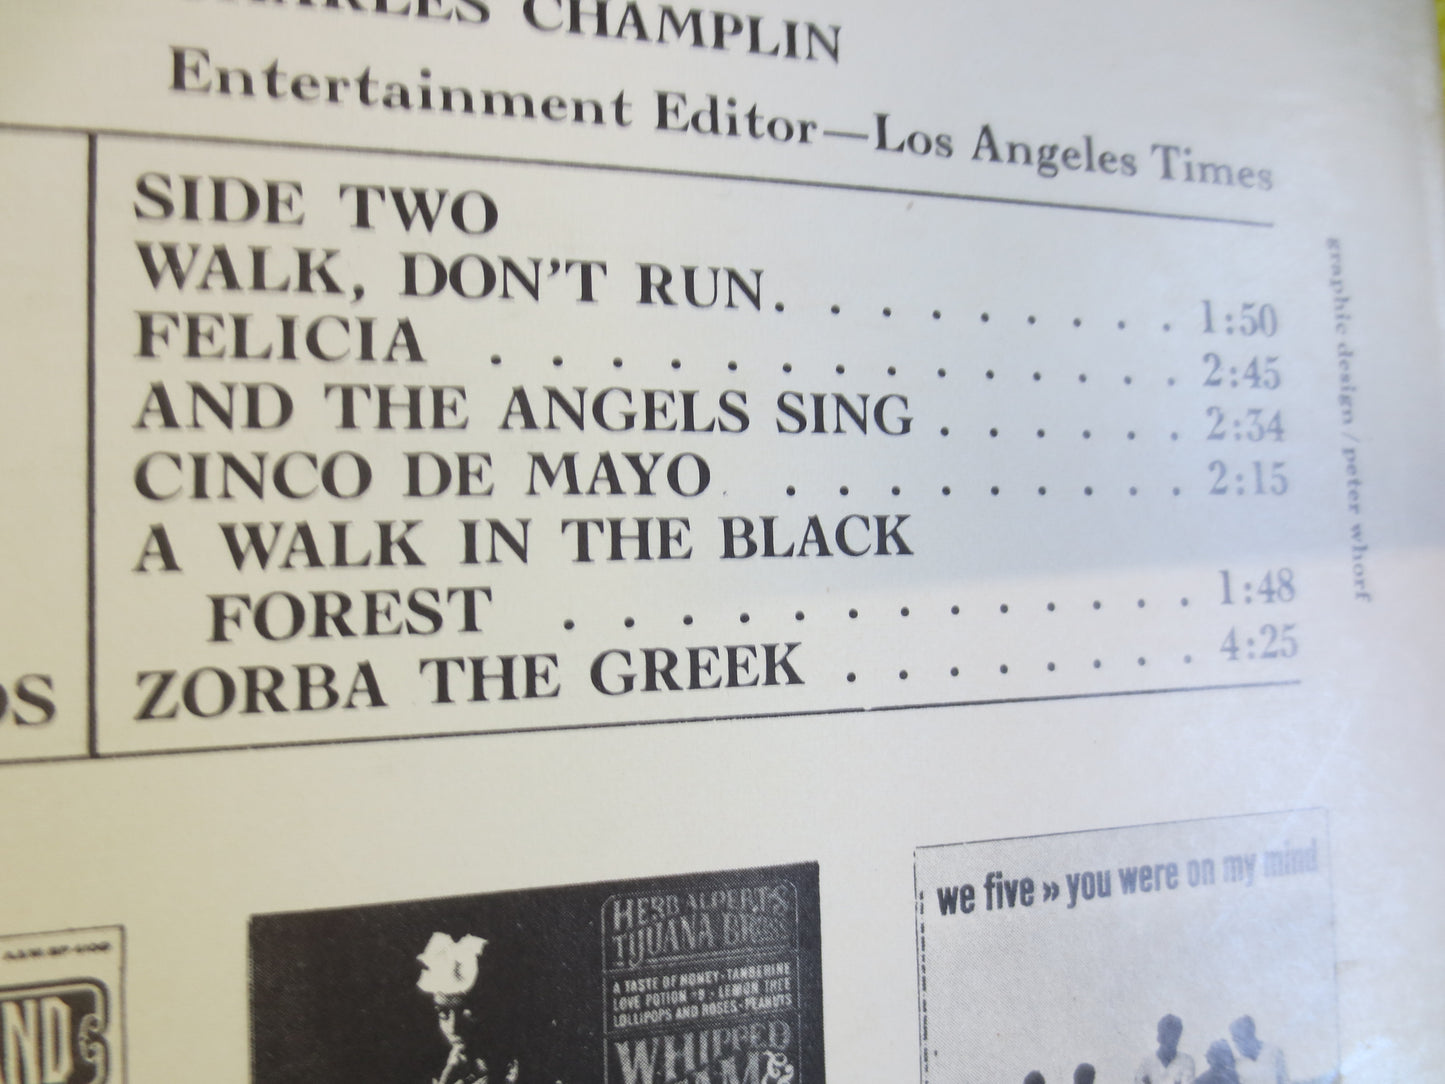 CHARLES CHAMPLIN
Entertainment Editor—Los Angeles Times
SIDE TWO
WALK, DON'T RUN. . . . . . . . . 1:50
FELICIA . . . . . . . . . . . . . 2:45
AND THE ANGELS SING . . . . . . 2:34
CINCO DE MAYO . . . . . . . . . 2:15
A WALK IN THE BLACK
FOREST . . . . . . . . . . . . 1:48
ZORBA THE GREEK . . . . . . . 4:25
graphic design / peter whorf
OS
we five » you were on my mind
HERB ALPERT'S
TIJUANA BRASS
A TASTE OF HONEY · TANGERINE
LOVE POTION #9 · LEMON TREE
LOLLIPOPS AND ROSES · PEANUTS
WHIPPED
ND